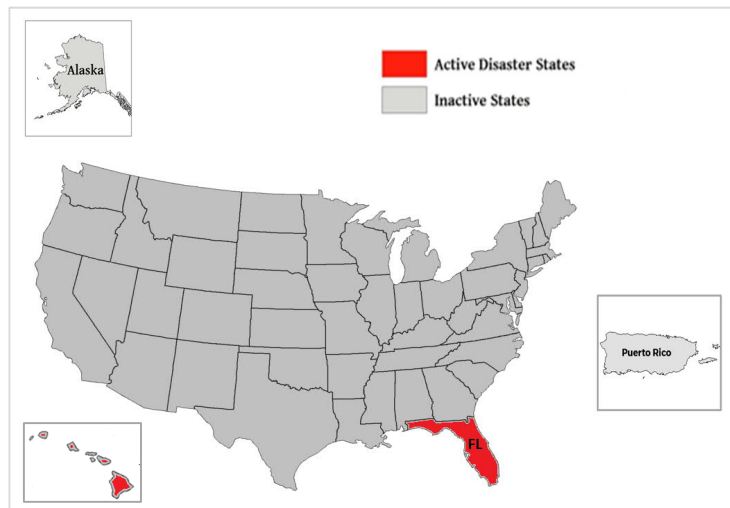 Alaska
Active Disaster States
Inactive States
Puerto Rico
FL